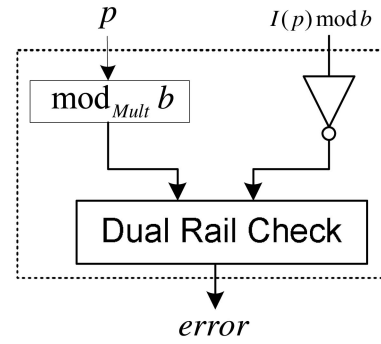 p
I(p) mod b
mod_Mult b
Dual Rail Check
error